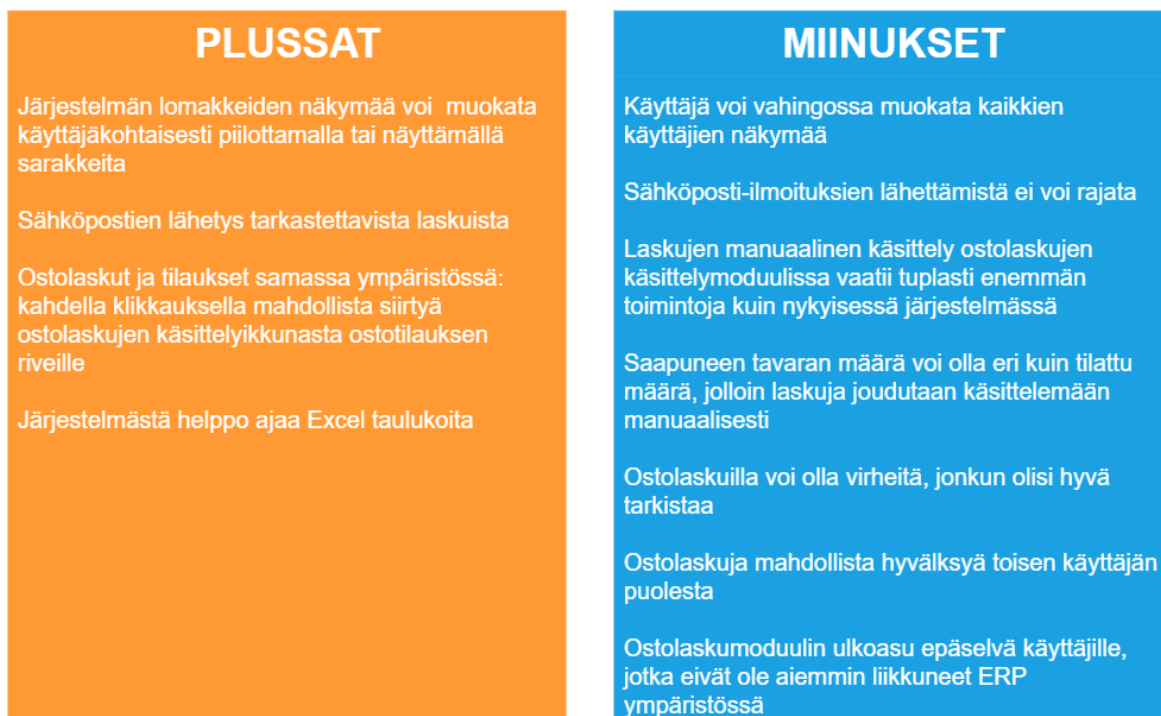 PLUSSAT
Järjestelmän lomakkeiden näkymää voi  muokata
käyttäjäkohtaisesti piilottamalla tai näyttämällä
sarakkeita
Sähköpostien lähetys tarkastettavista laskuista
Ostolaskut ja tilaukset samassa ympäristössä:
kahdella klikkauksella mahdollista siirtyä
ostolaskujen käsittelyikkunasta ostotilauksen
riveille
Järjestelmästä helppo ajaa Excel taulukoita
MIINUKSET
Käyttäjä voi vahingossa muokata kaikkien
käyttäjien näkymää
Sähköposti-ilmoituksien lähettämistä ei voi rajata
Laskujen manuaalinen käsittely ostolaskujen
käsittelymoduulissa vaatii tuplasti enemmän
toimintoja kuin nykyisessä järjestelmässä
Saapuneen tavaran määrä voi olla eri kuin tilattu
määrä, jolloin laskuja joudutaan käsittelemään
manuaalisesti
Ostolaskuilla voi olla virheitä, jonkun olisi hyvä
tarkistaa
Ostolaskuja mahdollista hyvälksyä toisen käyttäjän
puolesta
Ostolaskumoduulin ulkoasu epäselvä käyttäjille,
jotka eivät ole aiemmin liikkuneet ERP
ympäristössä